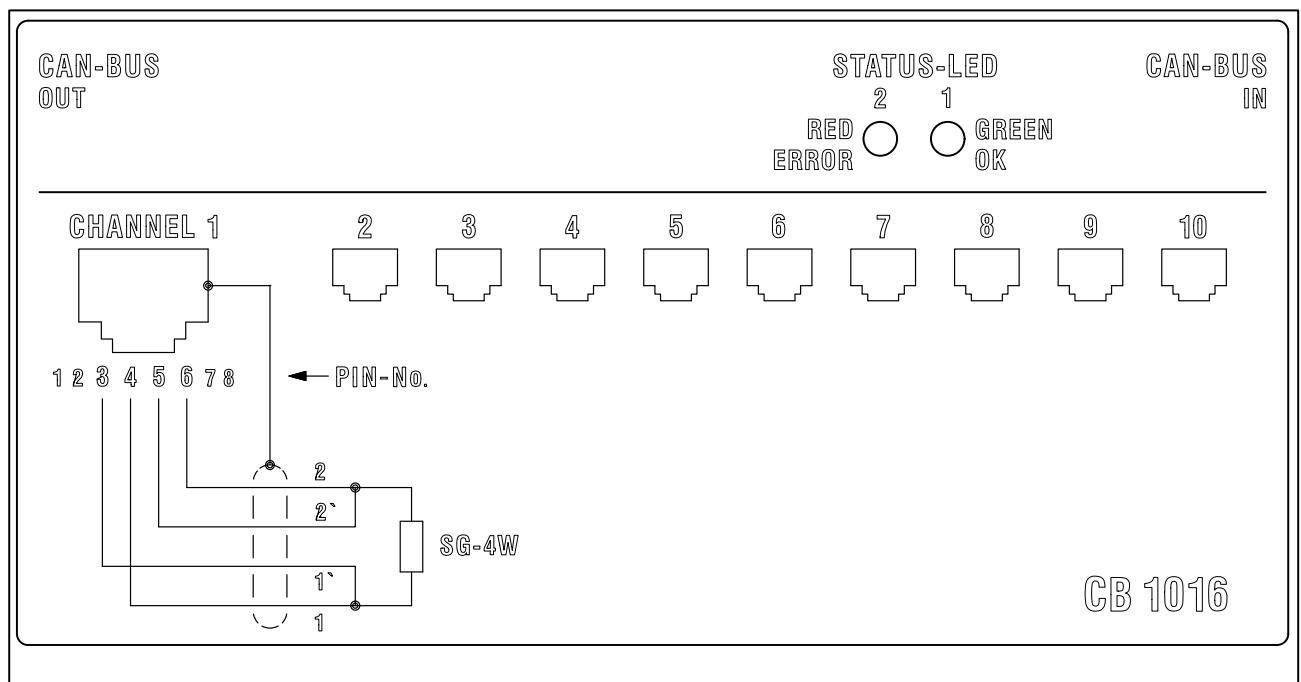 CAN-BUS
OUT
STATUS-LED
2 1
RED
ERROR
GREEN
OK
CAN-BUS
IN
CHANNEL 1 2 3 4 5 6 7 8 9 10
1 2 3 4 5 6 7 8
PIN-No.
2
2`
SG-4W
1`
1
CB 1016